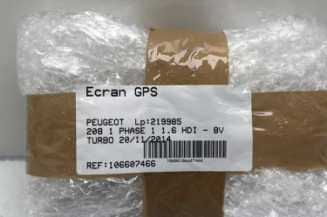 Ecran GPS
PEUGEOT Lp:219985
208 1 PHASE 1 1.6 HDI - 8V
TURBO 20/11/2014
REF:106607466